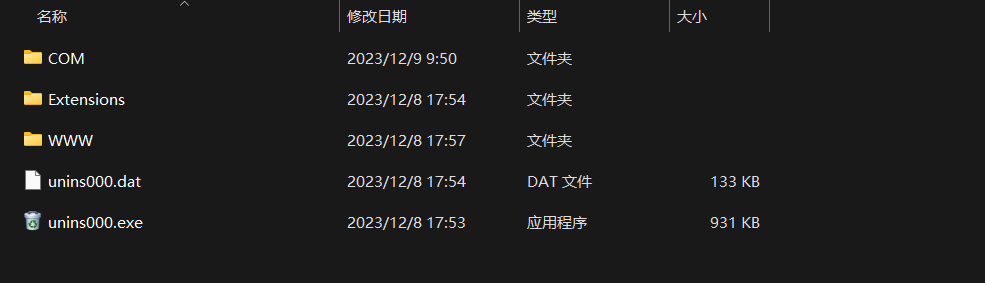 名称 修改日期 类型 大小
COM 2023/12/9 9:50 文件夹
Extensions 2023/12/8 17:54 文件夹
WWW 2023/12/8 17:57 文件夹
unins000.dat 2023/12/8 17:54 DAT 文件 133 KB
unins000.exe 2023/12/8 17:53 应用程序 931 KB